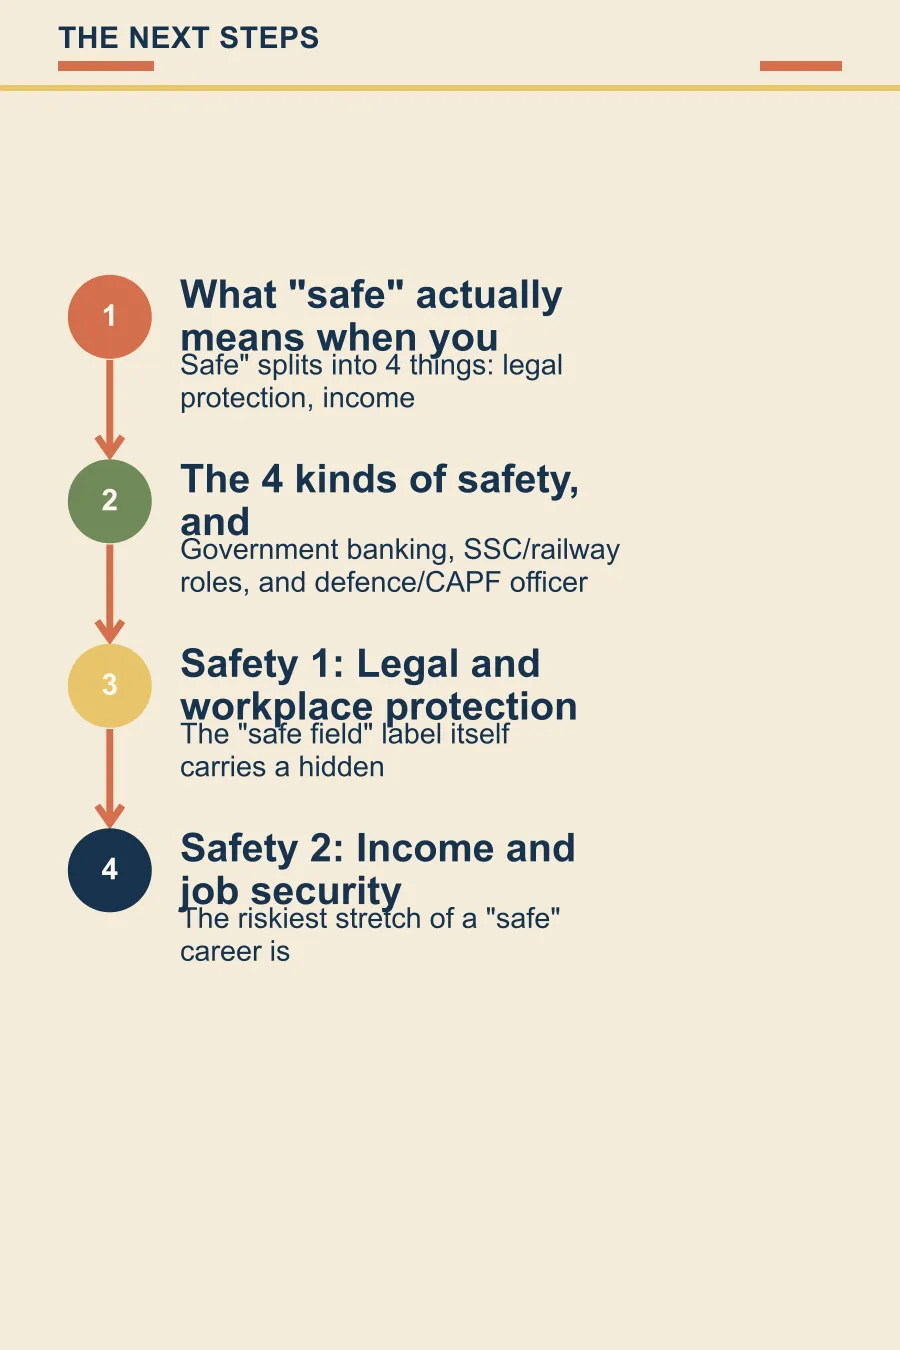 THE NEXT STEPS
1
What "safe" actually
means when you
Safe" splits into 4 things: legal
protection, income
2
The 4 kinds of safety,
and
Government banking, SSC/railway
roles, and defence/CAPF officer
3
Safety 1: Legal and
workplace protection
The "safe field" label itself
carries a hidden
4
Safety 2: Income and
job security
The riskiest stretch of a "safe"
career is